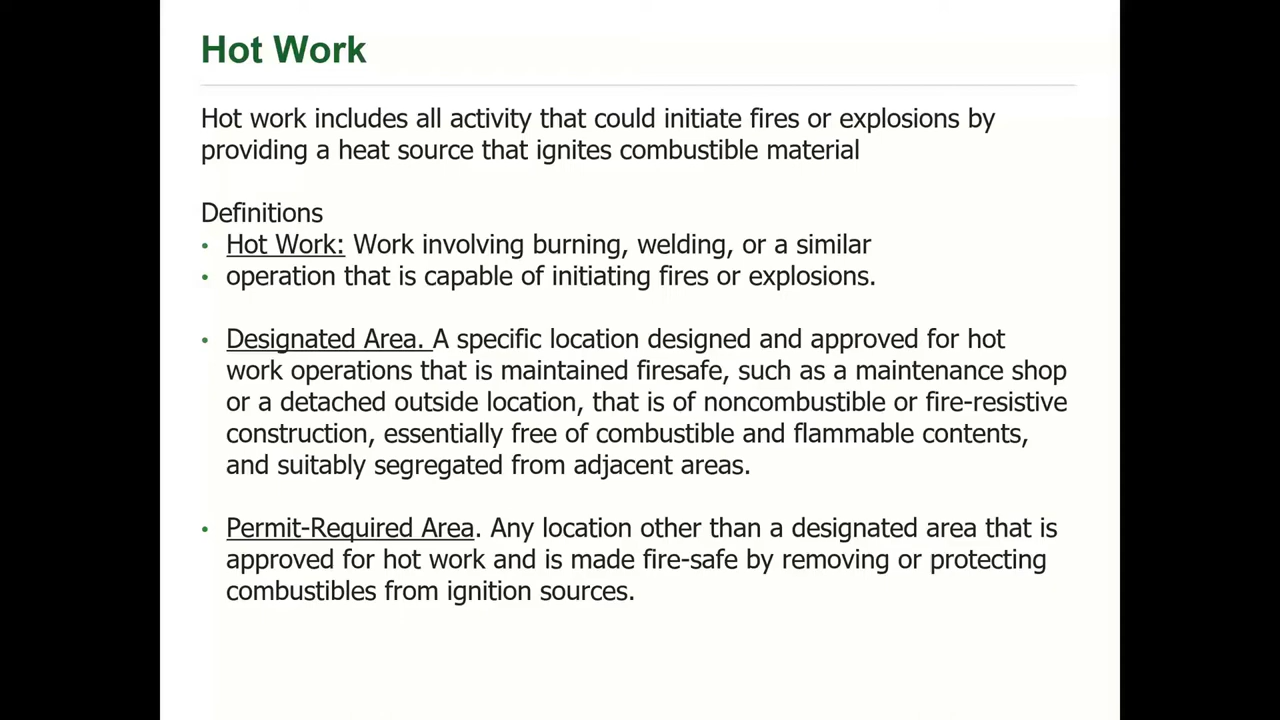 Hot Work
Hot work includes all activity that could initiate fires or explosions by
providing a heat source that ignites combustible material
Definitions
• Hot Work: Work involving burning, welding, or a similar
• operation that is capable of initiating fires or explosions.
• Designated Area. A specific location designed and approved for hot
work operations that is maintained firesafe, such as a maintenance shop
or a detached outside location, that is of noncombustible or fire-resistive
construction, essentially free of combustible and flammable contents,
and suitably segregated from adjacent areas.
• Permit-Required Area. Any location other than a designated area that is
approved for hot work and is made fire-safe by removing or protecting
combustibles from ignition sources.